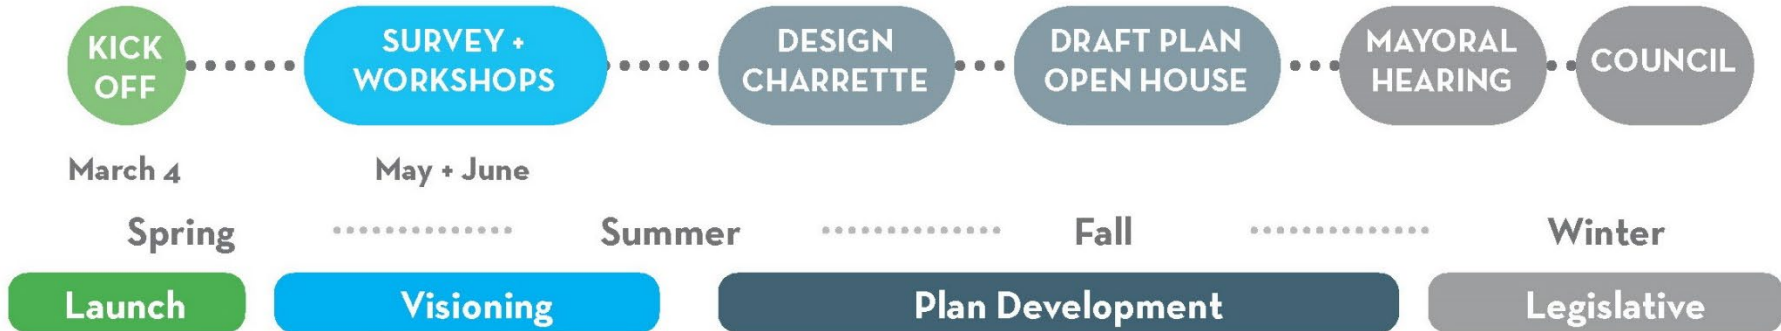 KICK
OFF
SURVEY +
WORKSHOPS
DESIGN
CHARRETTE
DRAFT PLAN
OPEN HOUSE
MAYORAL
HEARING
COUNCIL
March 4
May + June
Spring
Summer
Fall
Winter
Launch
Visioning
Plan Development
Legislative